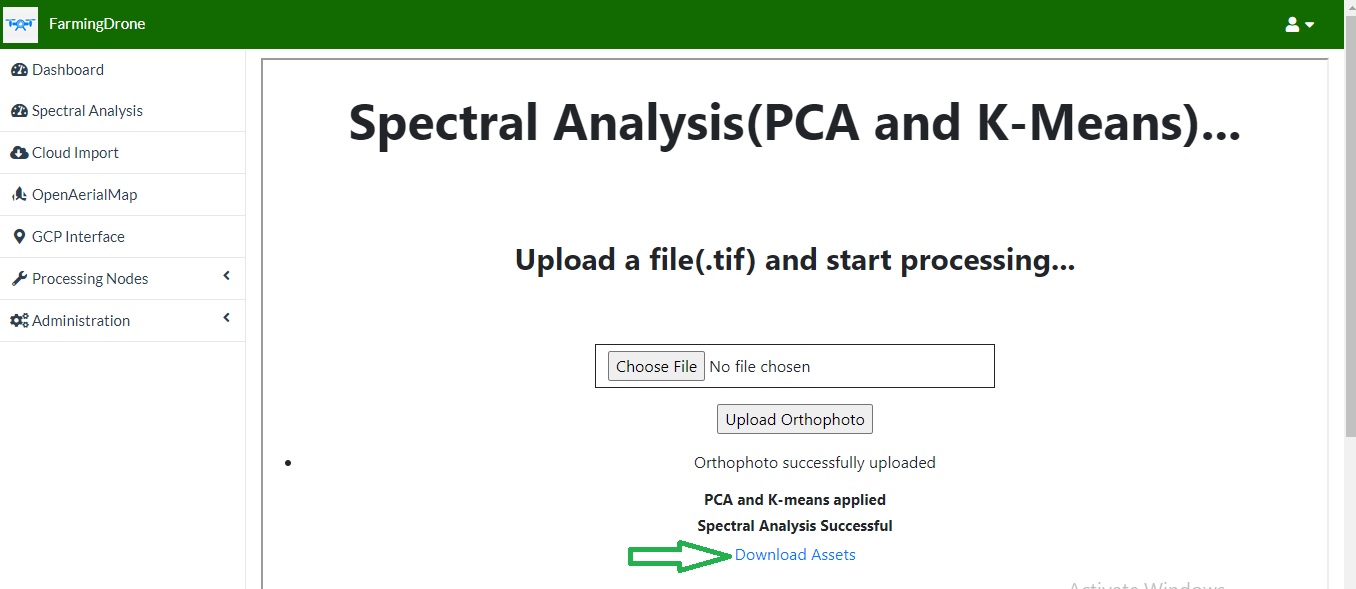 FarmingDrone
Dashboard
Spectral Analysis
Cloud Import
OpenAerialMap
GCP Interface
Processing Nodes
Administration
Spectral Analysis(PCA and K-Means)...
Upload a file(.tif) and start processing...
Choose File No file chosen
Upload Orthophoto
Orthophoto successfully uploaded
PCA and K-means applied
Spectral Analysis Successful
Download Assets
Activate Windows